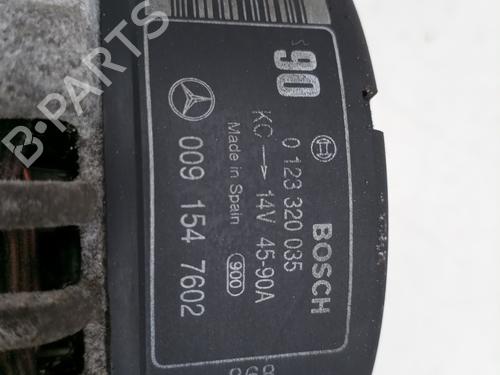 90
BOSCH
0 123 320 035
KC → 14V 45-90A
Made in Spain
900
009 154 7602
B-PARTS